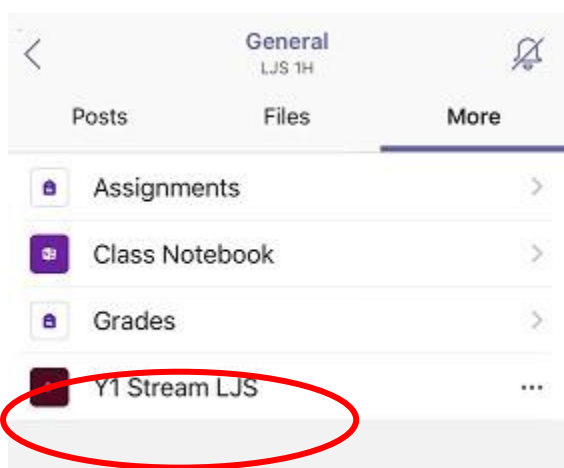 General
LJS 1H
Posts Files More
Assignments
Class Notebook
Grades
Y1 Stream LJS